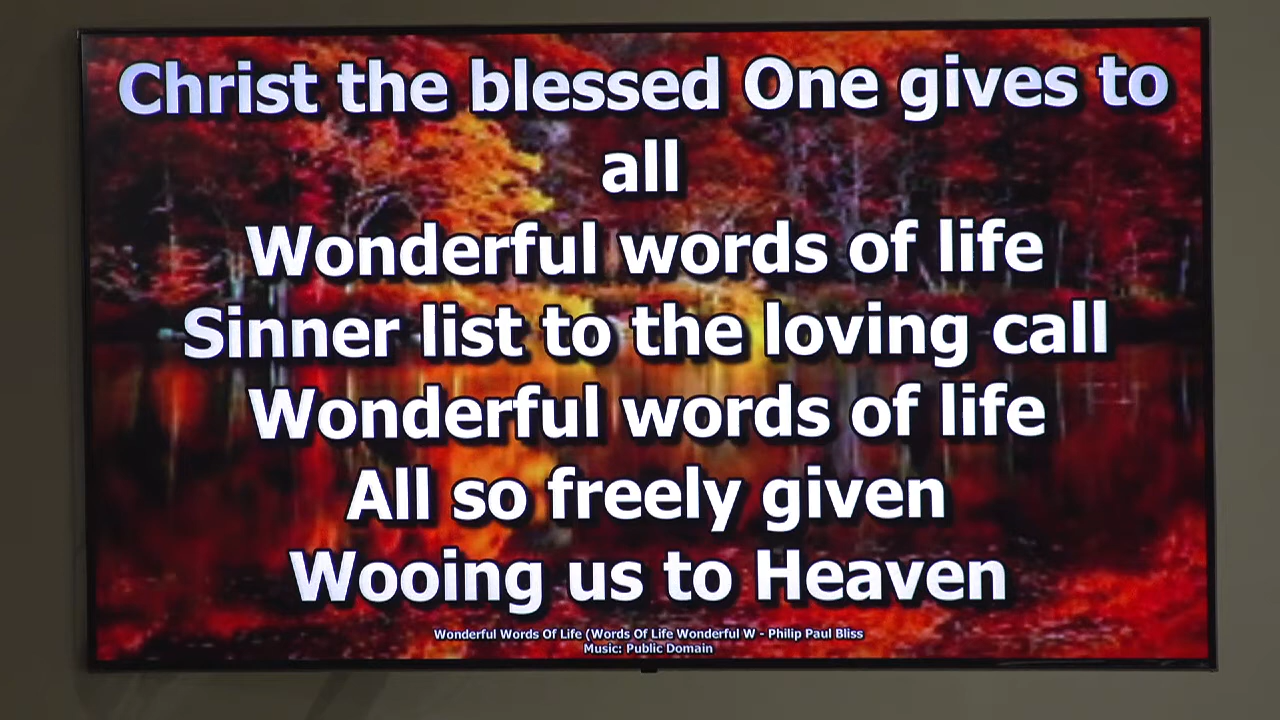 Christ the blessed One gives to
all
Wonderful words of life
Sinner list to the loving call
Wonderful words of life
All so freely given
Wooing us to Heaven
Wonderful Words Of Life (Words Of Life Wonderful W - Philip Paul Bliss
Music: Public Domain